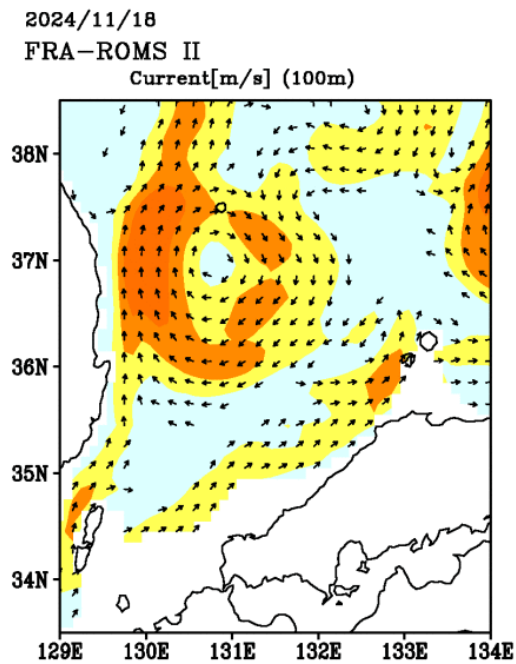 2024/11/18
FRA-ROMS II
Current[m/s] (100m)
38N
37N
36N
35N
34N
129E 130E 131E 132E 133E 134E